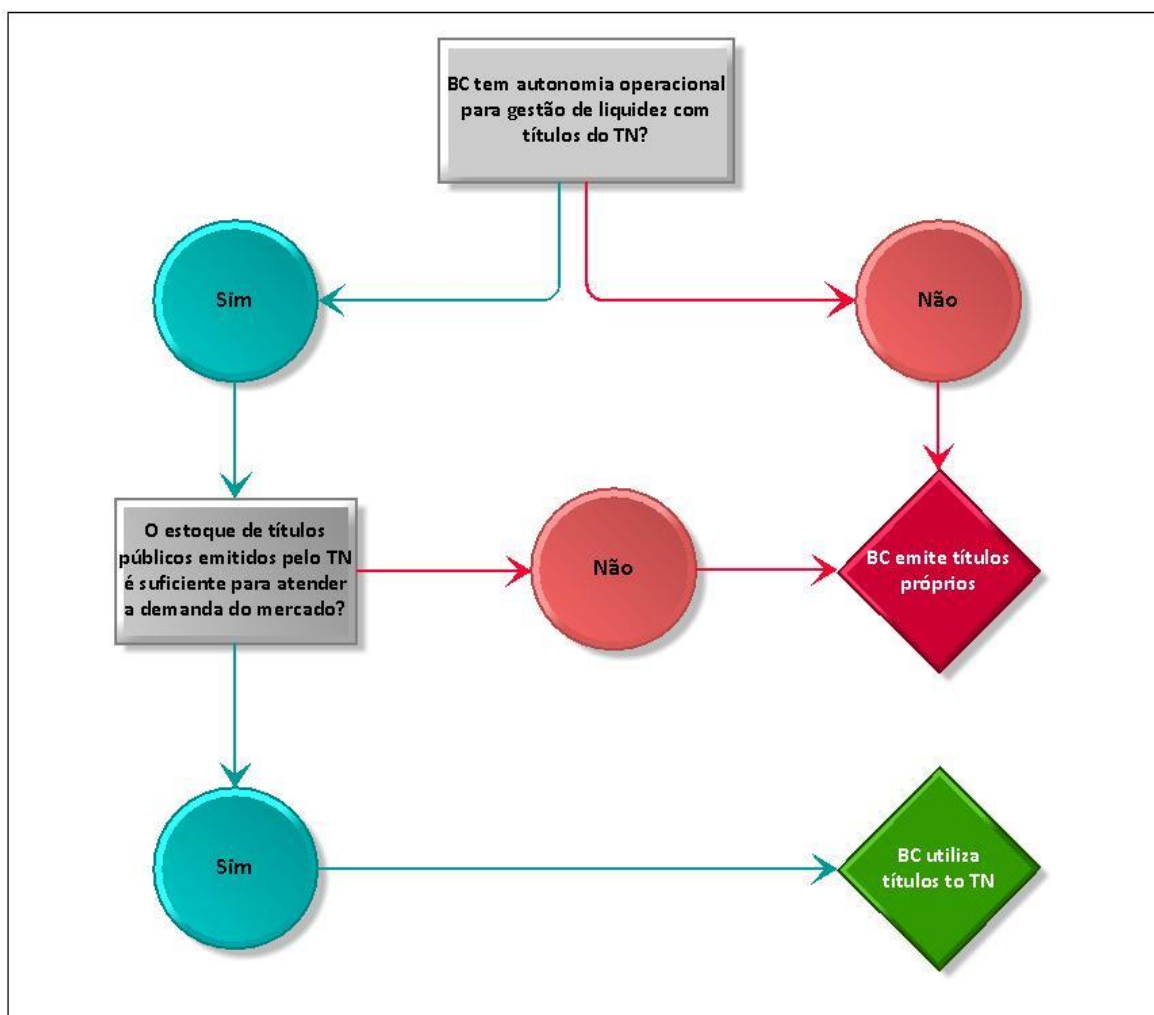 BC tem autonomia operacional
para gestão de liquidez com
títulos do TN?
Sim
Não
O estoque de títulos
públicos emitidos pelo TN
é suficiente para atender
a demanda do mercado?
Não
BC emite títulos
próprios
Sim
BC utiliza
títulos to TN